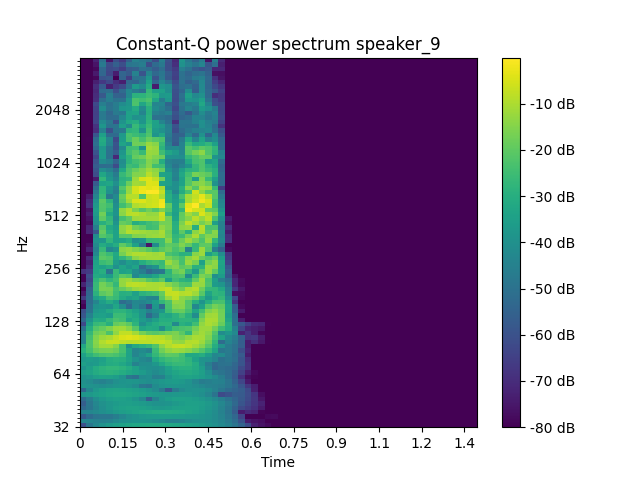 Constant-Q power spectrum speaker_9
Hz
2048
1024
512
256
128
64
32
0 0.15 0.3 0.45 0.6 0.75 0.9 1.1 1.2 1.4
Time
-10 dB
-20 dB
-30 dB
-40 dB
-50 dB
-60 dB
-70 dB
-80 dB